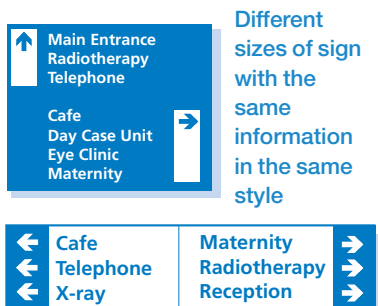 Main Entrance
Radiotherapy
Telephone
Cafe
Day Case Unit
Eye Clinic
Maternity
Different
sizes of sign
with the
same
information
in the same
style
Cafe
Telephone
X-ray
Maternity
Radiotherapy
Reception